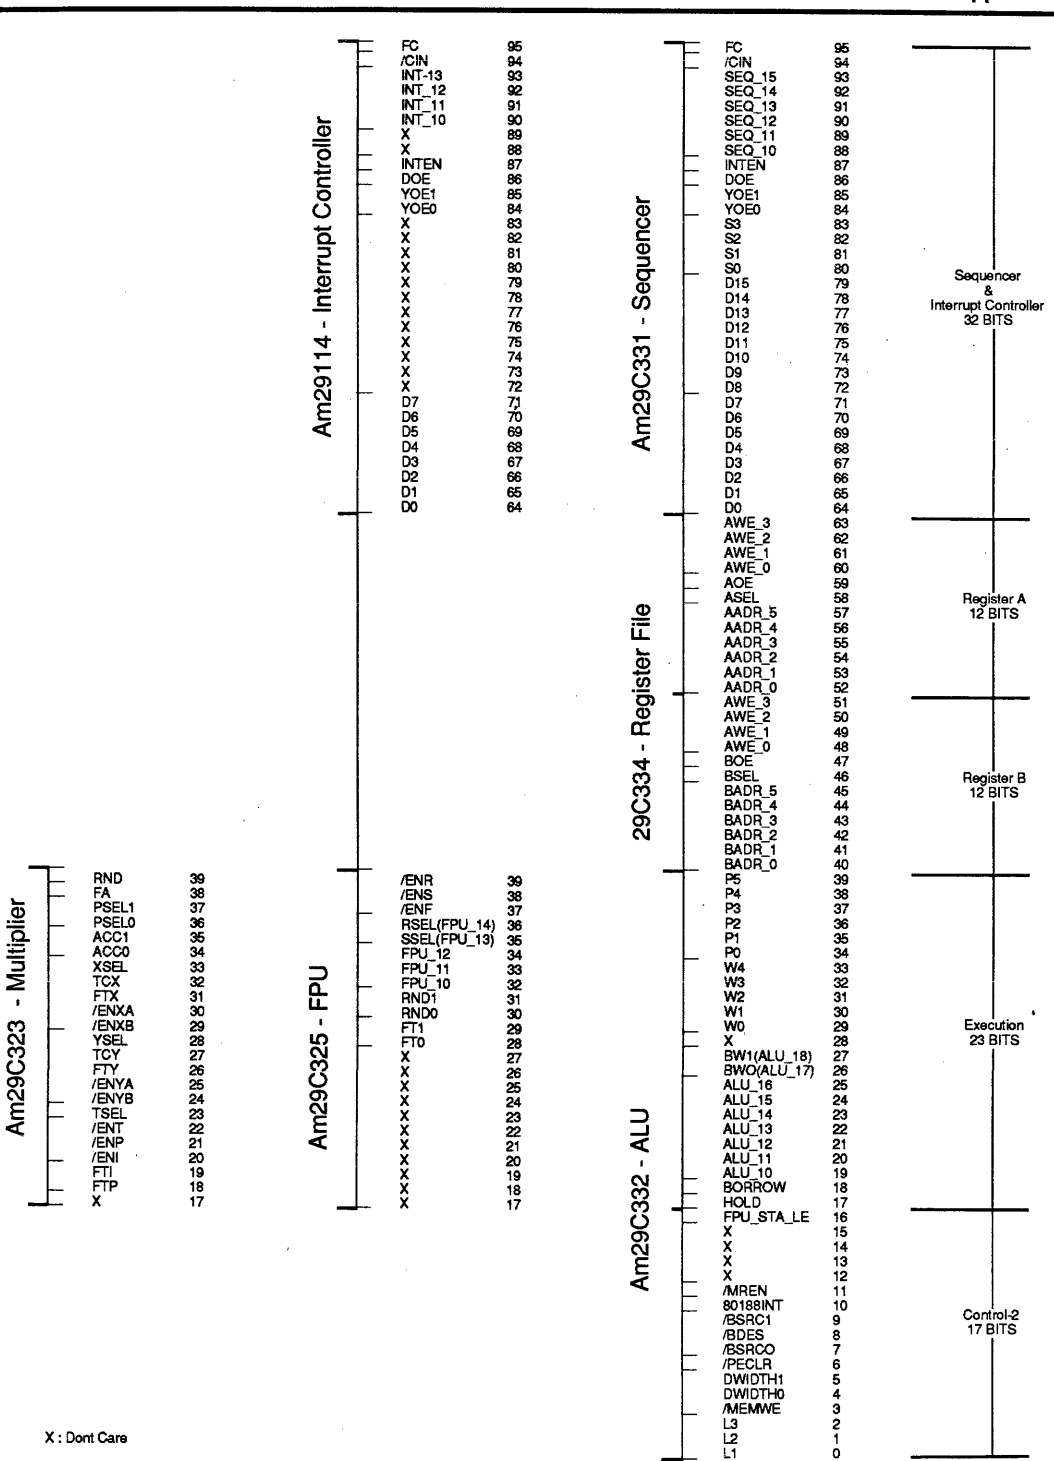 Am29114 - Interrupt Controller
FC 95
/CIN 94
INT-13 93
INT_12 92
INT_11 91
INT_10 90
X 89
X 88
INTEN 87
DOE 86
YOE1 85
YOE0 84
X 83
X 82
X 81
X 80
X 79
X 78
X 77
X 76
X 75
X 74
X 73
X 72
D7 71
D6 70
D5 69
D4 68
D3 67
D2 66
D1 65
D0 64
Am29C331 - Sequencer
FC 95
/CIN 94
SEQ_15 93
SEQ_14 92
SEQ_13 91
SEQ_12 90
SEQ_11 89
SEQ_10 88
INTEN 87
DOE 86
YOE1 85
YOE0 84
S3 83
S2 82
S1 81
S0 80
D15 79
D14 78
D13 77
D12 76
D11 75
D10 74
D9 73
D8 72
D7 71
D6 70
D5 69
D4 68
D3 67
D2 66
D1 65
D0 64
Sequencer
&
Interrupt Controller
32 BITS
29C334 - Register File
AWE_3 63
AWE_2 62
AWE_1 61
AWE_0 60
AOE 59
ASEL 58
AADR_5 57
AADR_4 56
AADR_3 55
AADR_2 54
AADR_1 53
AADR_0 52
Register A
12 BITS
AWE_3 51
AWE_2 50
AWE_1 49
AWE_0 48
BOE 47
BSEL 46
BADR_5 45
BADR_4 44
BADR_3 43
BADR_2 42
BADR_1 41
BADR_0 40
Register B
12 BITS
Am29C323 - Multiplier
RND 39
FA 38
PSEL1 37
PSEL0 36
ACC1 35
ACC0 34
XSEL 33
TCX 32
FTX 31
/ENXA 30
/ENXB 29
YSEL 28
TCY 27
FTY 26
/ENYA 25
/ENYB 24
TSEL 23
/ENT 22
/ENP 21
/ENI 20
FTI 19
FTP 18
X 17
Am29C325 - FPU
/ENR 39
/ENS 38
/ENF 37
RSEL(FPU_14) 36
SSEL(FPU_13) 35
FPU_12 34
FPU_11 33
FPU_10 32
RND1 31
RND0 30
FT1 29
FT0 28
X 27
X 26
X 25
X 24
X 23
X 22
X 21
X 20
X 19
X 18
X 17
Am29C332 - ALU
P5 39
P4 38
P3 37
P2 36
P1 35
P0 34
W4 33
W3 32
W2 31
W1 30
W0 29
X 28
BW1(ALU_18) 27
BWO(ALU_17) 26
ALU_16 25
ALU_15 24
ALU_14 23
ALU_13 22
ALU_12 21
ALU_11 20
ALU_10 19
BORROW 18
HOLD 17
Execution
23 BITS
FPU_STA_LE 16
X 15
X 14
X 13
X 12
/MREN 11
80188INT 10
/BSRC1 9
/BDES 8
/BSRCO 7
/PECLR 6
DWIDTH1 5
DWIDTH0 4
/MEMWE 3
L3 2
L2 1
L1 0
Control-2
17 BITS
X : Dont Care